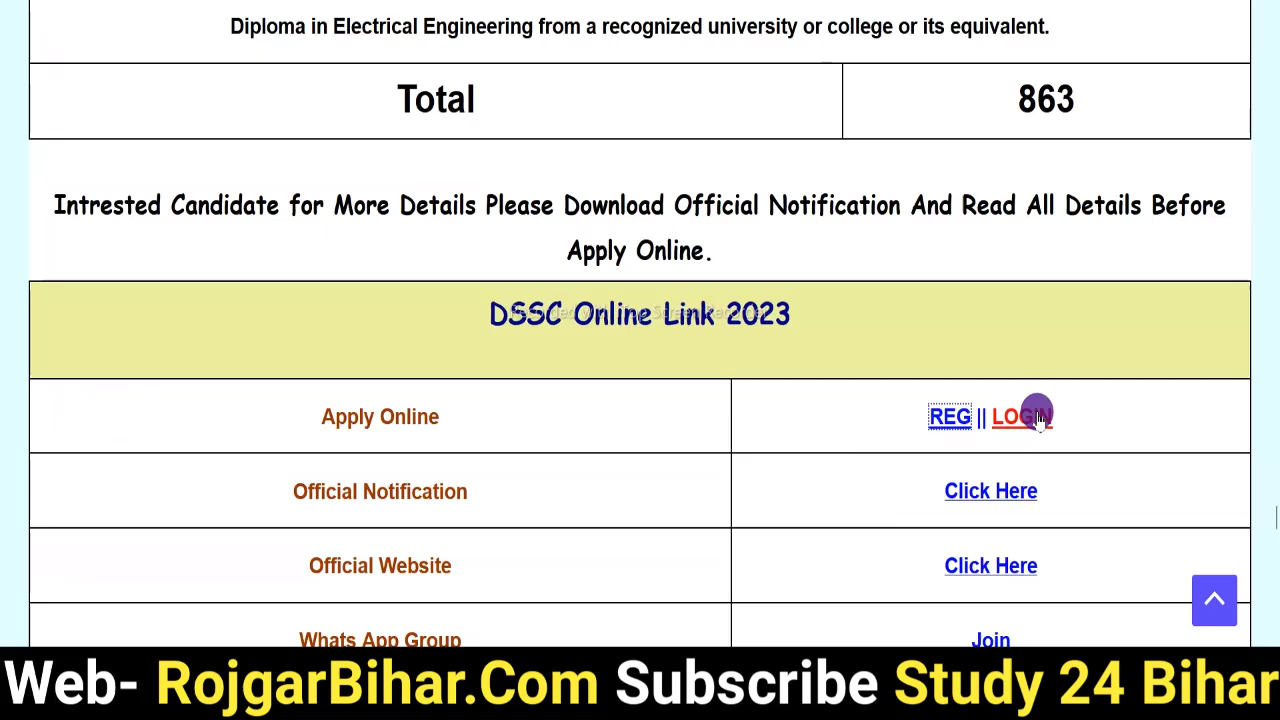 Diploma in Electrical Engineering from a recognized university or college or its equivalent.
Total 863
Intrested Candidate for More Details Please Download Official Notification And Read All Details Before
Apply Online.
DSSC Online Link 2023
Apply Online REG || LOGIN
Official Notification Click Here
Official Website Click Here
Whats App Group Join
Web- RojgarBihar.Com Subscribe Study 24 Bihar